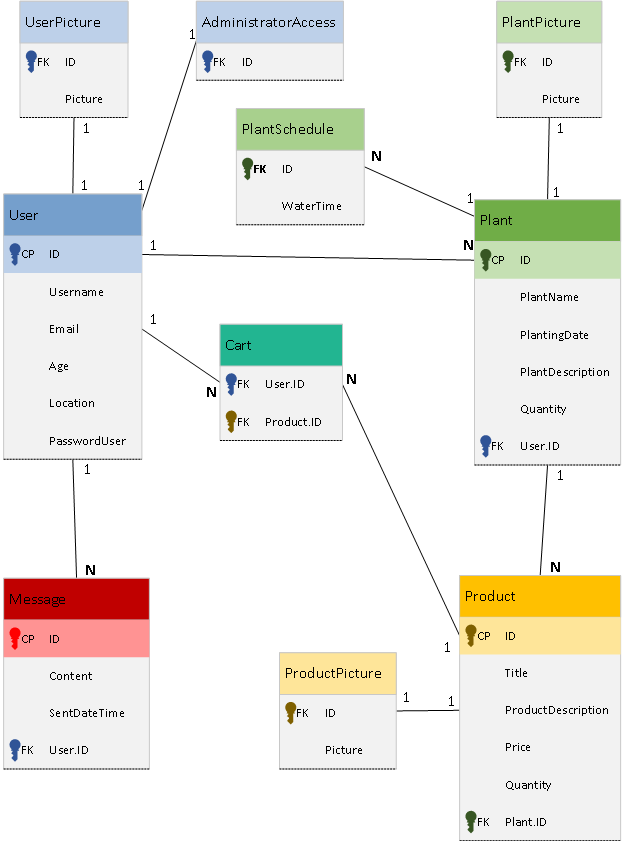 UserPicture
FK ID
Picture
1
1
AdministratorAccess
FK ID
1
1
PlantPicture
FK ID
Picture
1
1
PlantSchedule
FK ID
WaterTime
N
1
User
CP ID
Username
Email
Age
Location
PasswordUser
1
N
1
N
1
N
Plant
CP ID
PlantName
PlantingDate
PlantDescription
Quantity
FK User.ID
1
N
Cart
FK User.ID
FK Product.ID
N
1
Message
CP ID
Content
SentDateTime
FK User.ID
ProductPicture
FK ID
Picture
1
1
Product
CP ID
Title
ProductDescription
Price
Quantity
FK Plant.ID